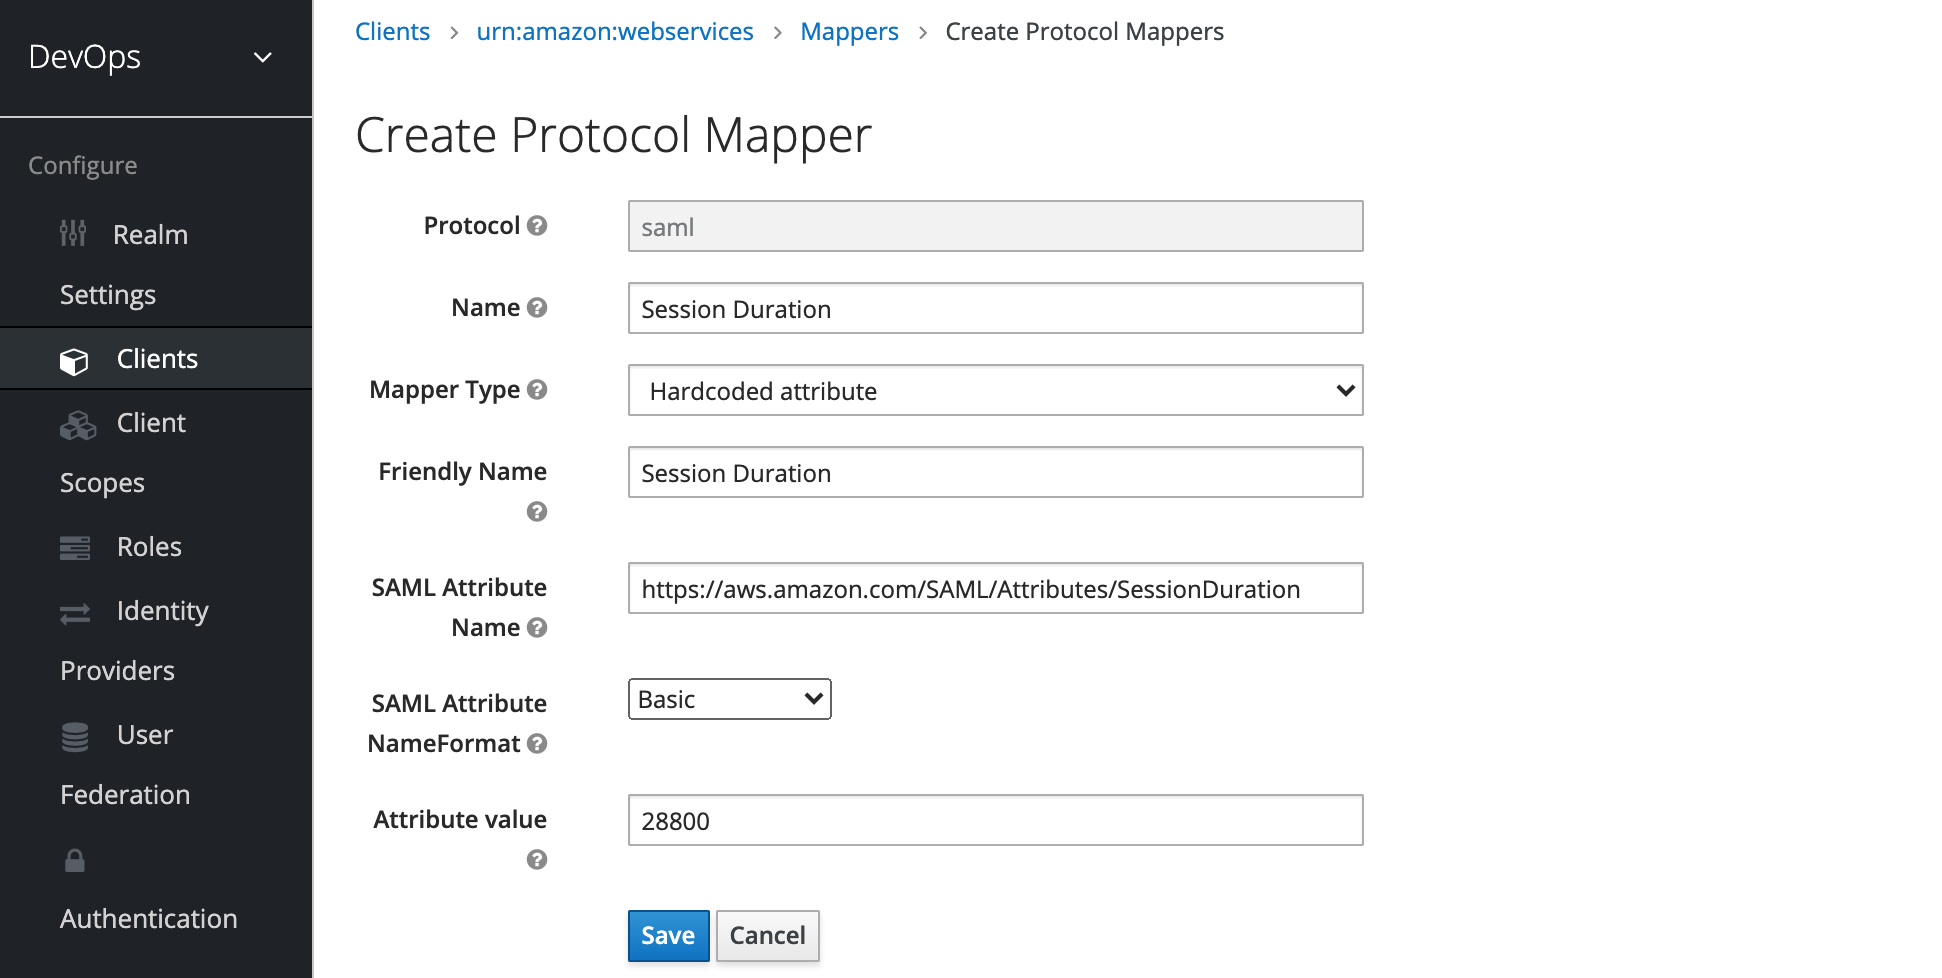 DevOps
Configure
Realm
Settings
Clients
Client
Scopes
Roles
Identity
Providers
User
Federation
Authentication
Clients > urn:amazon:webservices > Mappers > Create Protocol Mappers
Create Protocol Mapper
Protocol ? saml
Name ? Session Duration
Mapper Type ? Hardcoded attribute
Friendly Name Session Duration
?
SAML Attribute https://aws.amazon.com/SAML/Attributes/SessionDuration
Name ?
SAML Attribute Basic
NameFormat ?
Attribute value 28800
?
Save Cancel